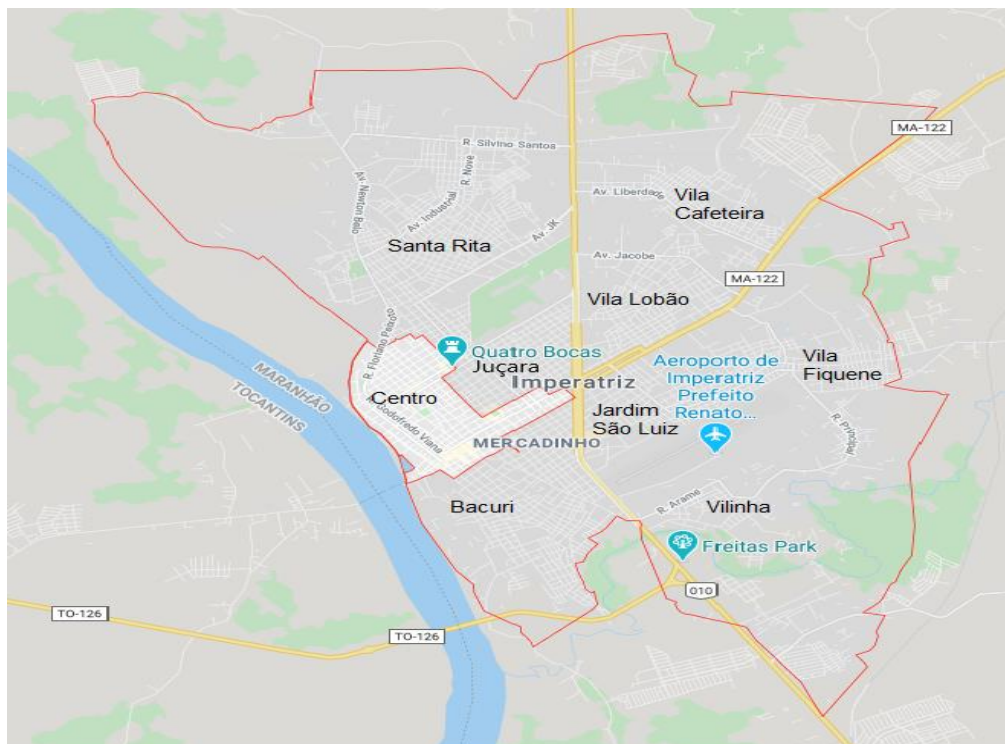 MA-122
R. Silvino Santos
R. Nove
Av. Newton Belo
Av. Industrial
Av. Liberdade
Vila
Cafeteira
Santa Rita
Av. JK
Av. Jacobe
MA-122
Vila Lobão
R. Floriano Peixoto
Quatro Bocas
Juçara
Imperatriz
Aeroporto de
Imperatriz
Prefeito
Renato...
Vila
Fiquene
MARANHÃO
TOCANTINS
Centro
Godofredo Viana
Jardim
São Luiz
MERCADINHO
R. Principal
Bacuri
R. Arame
Vilinha
Freitas Park
010
TO-126
TO-126